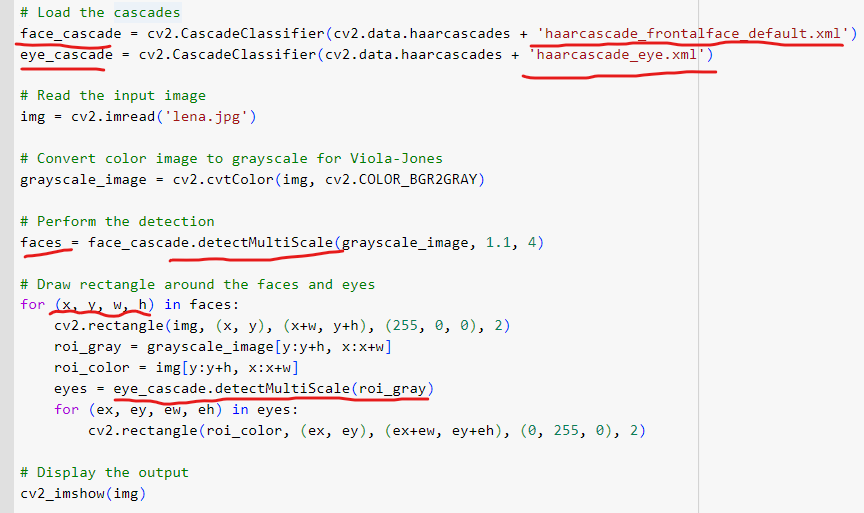 # Load the cascades
face_cascade = cv2.CascadeClassifier(cv2.data.haarcascades + 'haarcascade_frontalface_default.xml')
eye_cascade = cv2.CascadeClassifier(cv2.data.haarcascades + 'haarcascade_eye.xml')
# Read the input image
img = cv2.imread('lena.jpg')
# Convert color image to grayscale for Viola-Jones
grayscale_image = cv2.cvtColor(img, cv2.COLOR_BGR2GRAY)
# Perform the detection
faces = face_cascade.detectMultiScale(grayscale_image, 1.1, 4)
# Draw rectangle around the faces and eyes
for (x, y, w, h) in faces:
    cv2.rectangle(img, (x, y), (x+w, y+h), (255, 0, 0), 2)
    roi_gray = grayscale_image[y:y+h, x:x+w]
    roi_color = img[y:y+h, x:x+w]
    eyes = eye_cascade.detectMultiScale(roi_gray)
    for (ex, ey, ew, eh) in eyes:
        cv2.rectangle(roi_color, (ex, ey), (ex+ew, ey+eh), (0, 255, 0), 2)
# Display the output
cv2_imshow(img)